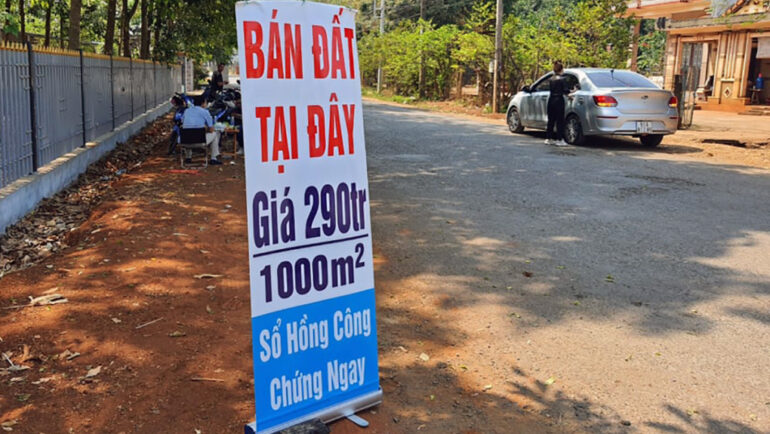 BÁN ĐẤT
TẠI ĐÂY
Giá 290tr
1000m²
Sổ Hồng Công
Chứng Ngay